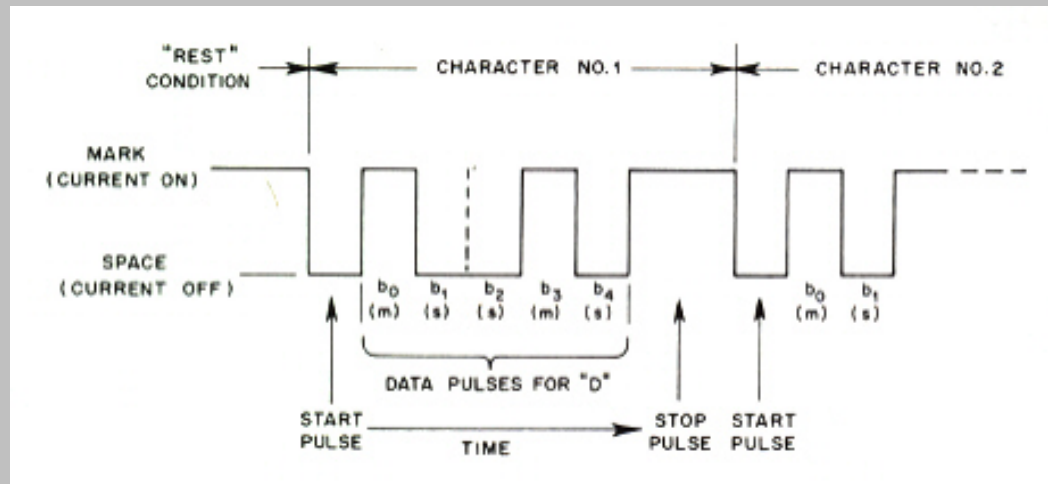 "REST"
CONDITION
CHARACTER NO.1
CHARACTER NO.2
MARK
(CURRENT ON)
SPACE
(CURRENT OFF)
b0 b1 b2 b3 b4 b0 b1
(m) (s) (s) (m) (s) (m) (s)
DATA PULSES FOR "D"
START
PULSE
TIME
STOP
PULSE
START
PULSE